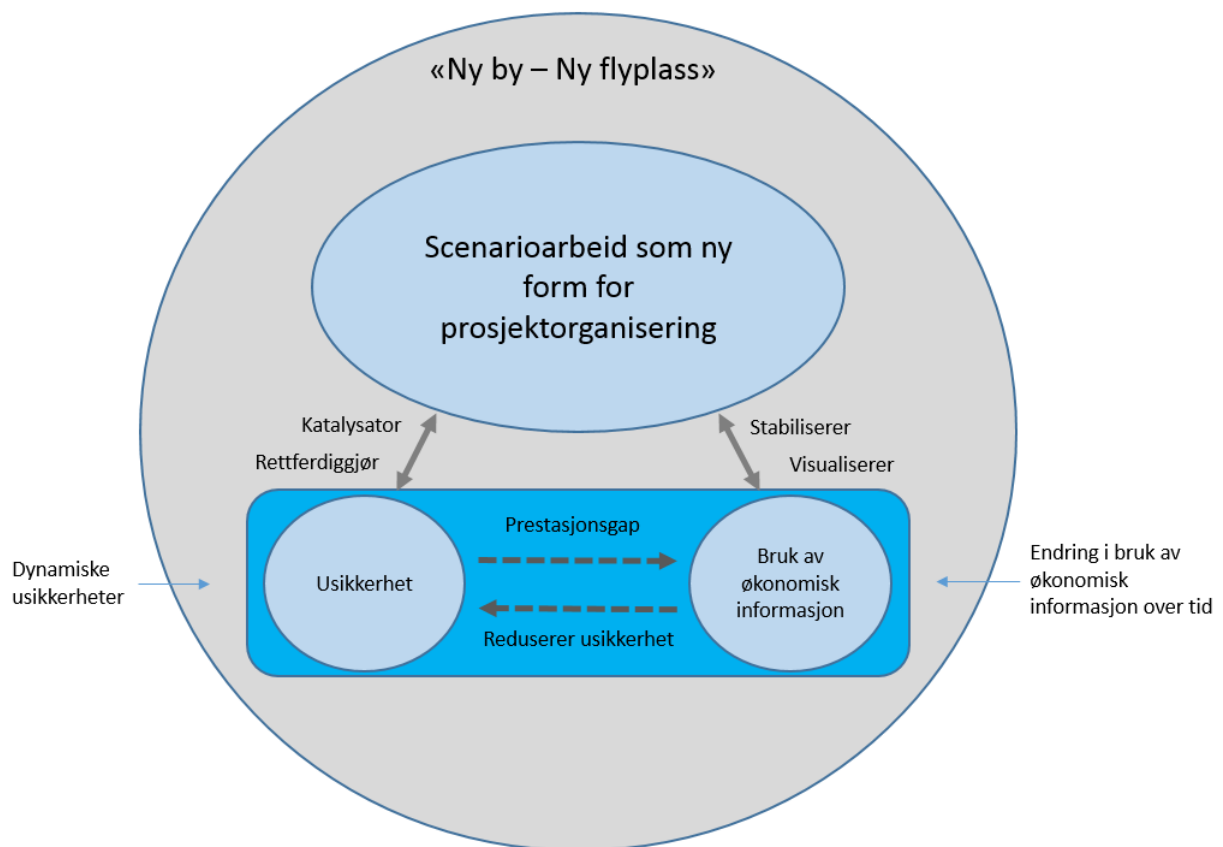 «Ny by – Ny flyplass»
Scenarioarbeid som ny
form for
prosjektorganisering
Katalysator
Rettferdiggjør
Stabiliserer
Visualiserer
Dynamiske
usikkerheter
Usikkerhet
Prestasjonsgap
Reduserer usikkerhet
Bruk av
økonomisk
informasjon
Endring i bruk av
økonomisk
informasjon over tid